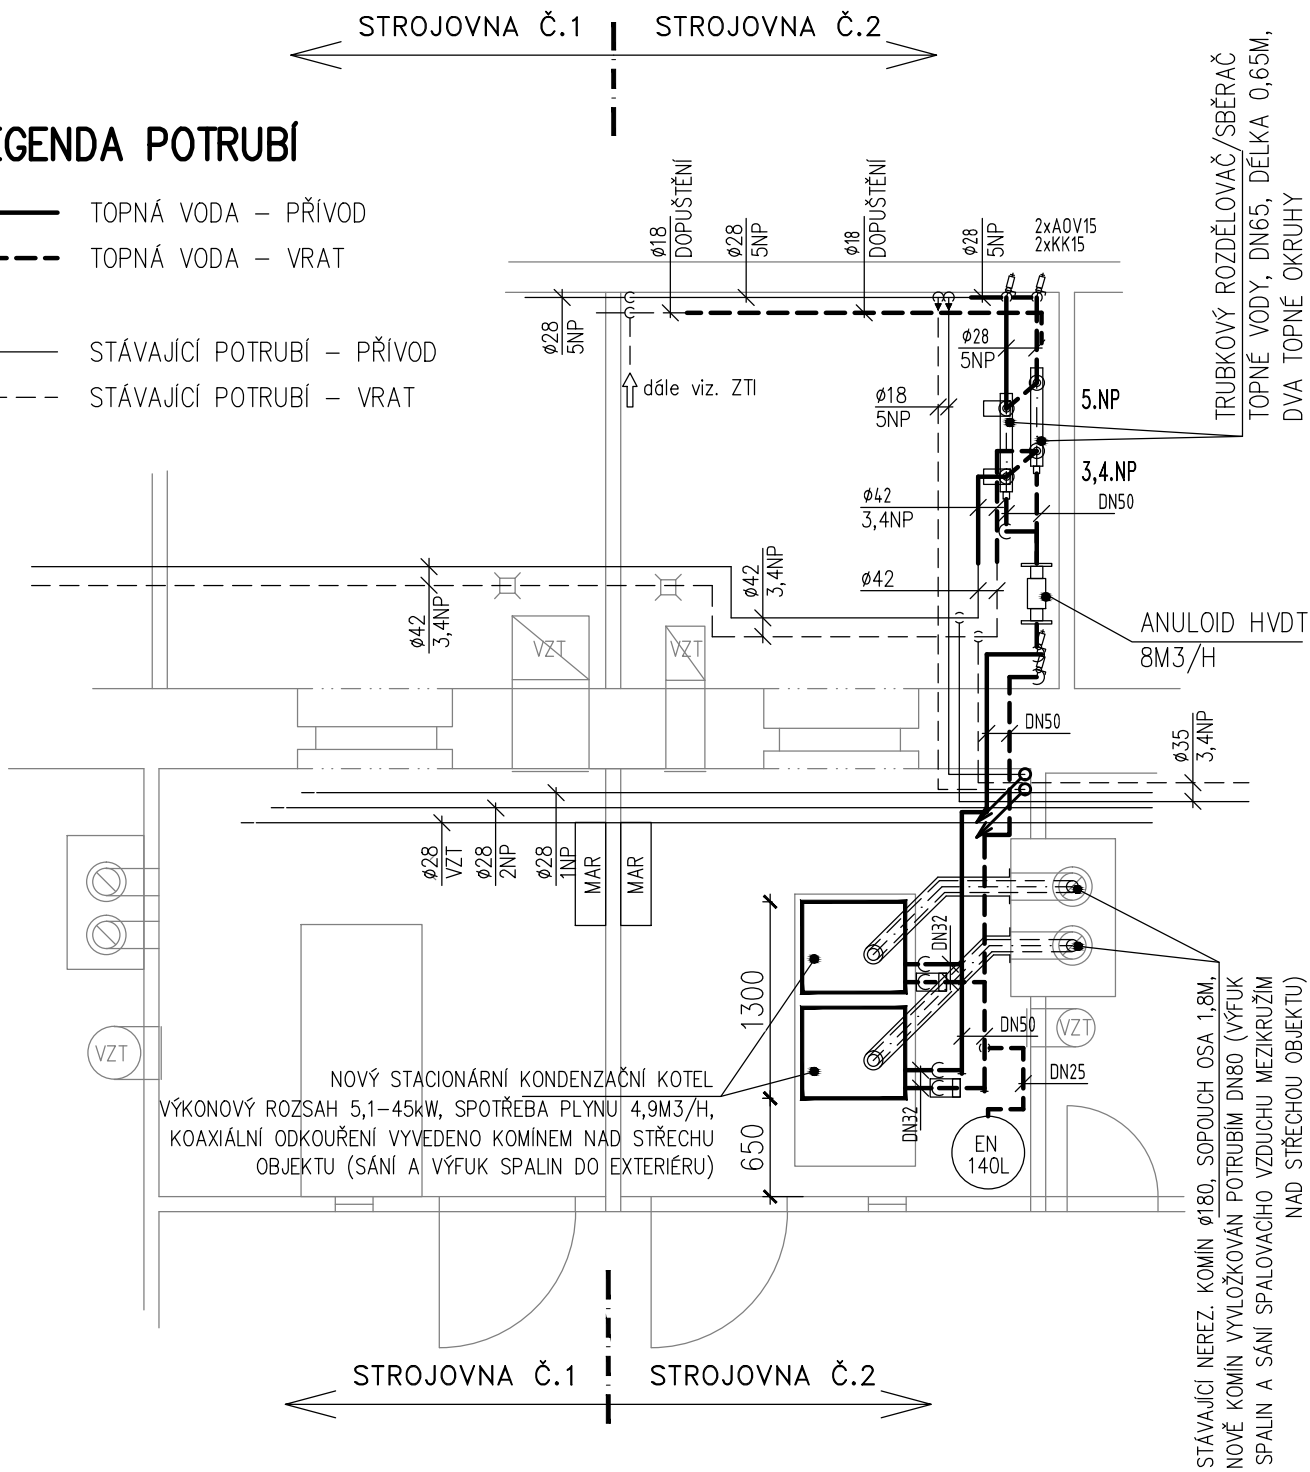 STROJOVNA Č.1
STROJOVNA Č.2
EGENDA POTRUBÍ
TOPNÁ VODA – PŘÍVOD
TOPNÁ VODA – VRAT
STÁVAJÍCÍ POTRUBÍ – PŘÍVOD
STÁVAJÍCÍ POTRUBÍ – VRAT
ø18
DOPUŠTĚNÍ
ø28
5NP
ø18
DOPUŠTĚNÍ
ø28
5NP
2xAOV15
2xKK15
TRUBKOVÝ ROZDĚLOVAČ/SBĚRAČ
TOPNÉ VODY, DN65, DÉLKA 0,65M,
DVA TOPNÉ OKRUHY
ø28
5NP
dále viz. ZTI
ø28
5NP
ø18
5NP
5.NP
3,4.NP
ø42
3,4NP
DN50
ø42
3,4NP
ø42
3,4NP
ø42
ANULOID HVDT
8M3/H
VZT
VZT
DN50
ø35
3,4NP
ø28
VZT
ø28
2NP
ø28
1NP
MAR
MAR
1300
650
DN32
DN50
DN32
DN25
VZT
VZT
EN
140L
NOVÝ STACIONÁRNÍ KONDENZAČNÍ KOTEL
VÝKONOVÝ ROZSAH 5,1–45kW, SPOTŘEBA PLYNU 4,9M3/H,
KOAXIÁLNÍ ODKOUŘENÍ VYVEDENO KOMÍNEM NAD STŘECHU
OBJEKTU (SÁNÍ A VÝFUK SPALIN DO EXTERIÉRU)
STÁVAJÍCÍ NEREZ. KOMÍN ø180, SOPOUCH OSA 1,8M,
NOVĚ KOMÍN VYVLOŽKOVÁN POTRUBÍM DN80 (VÝFUK
SPALIN A SÁNÍ SPALOVACÍHO VZDUCHU MEZIKRUŽÍM
NAD STŘECHOU OBJEKTU)
STROJOVNA Č.1
STROJOVNA Č.2